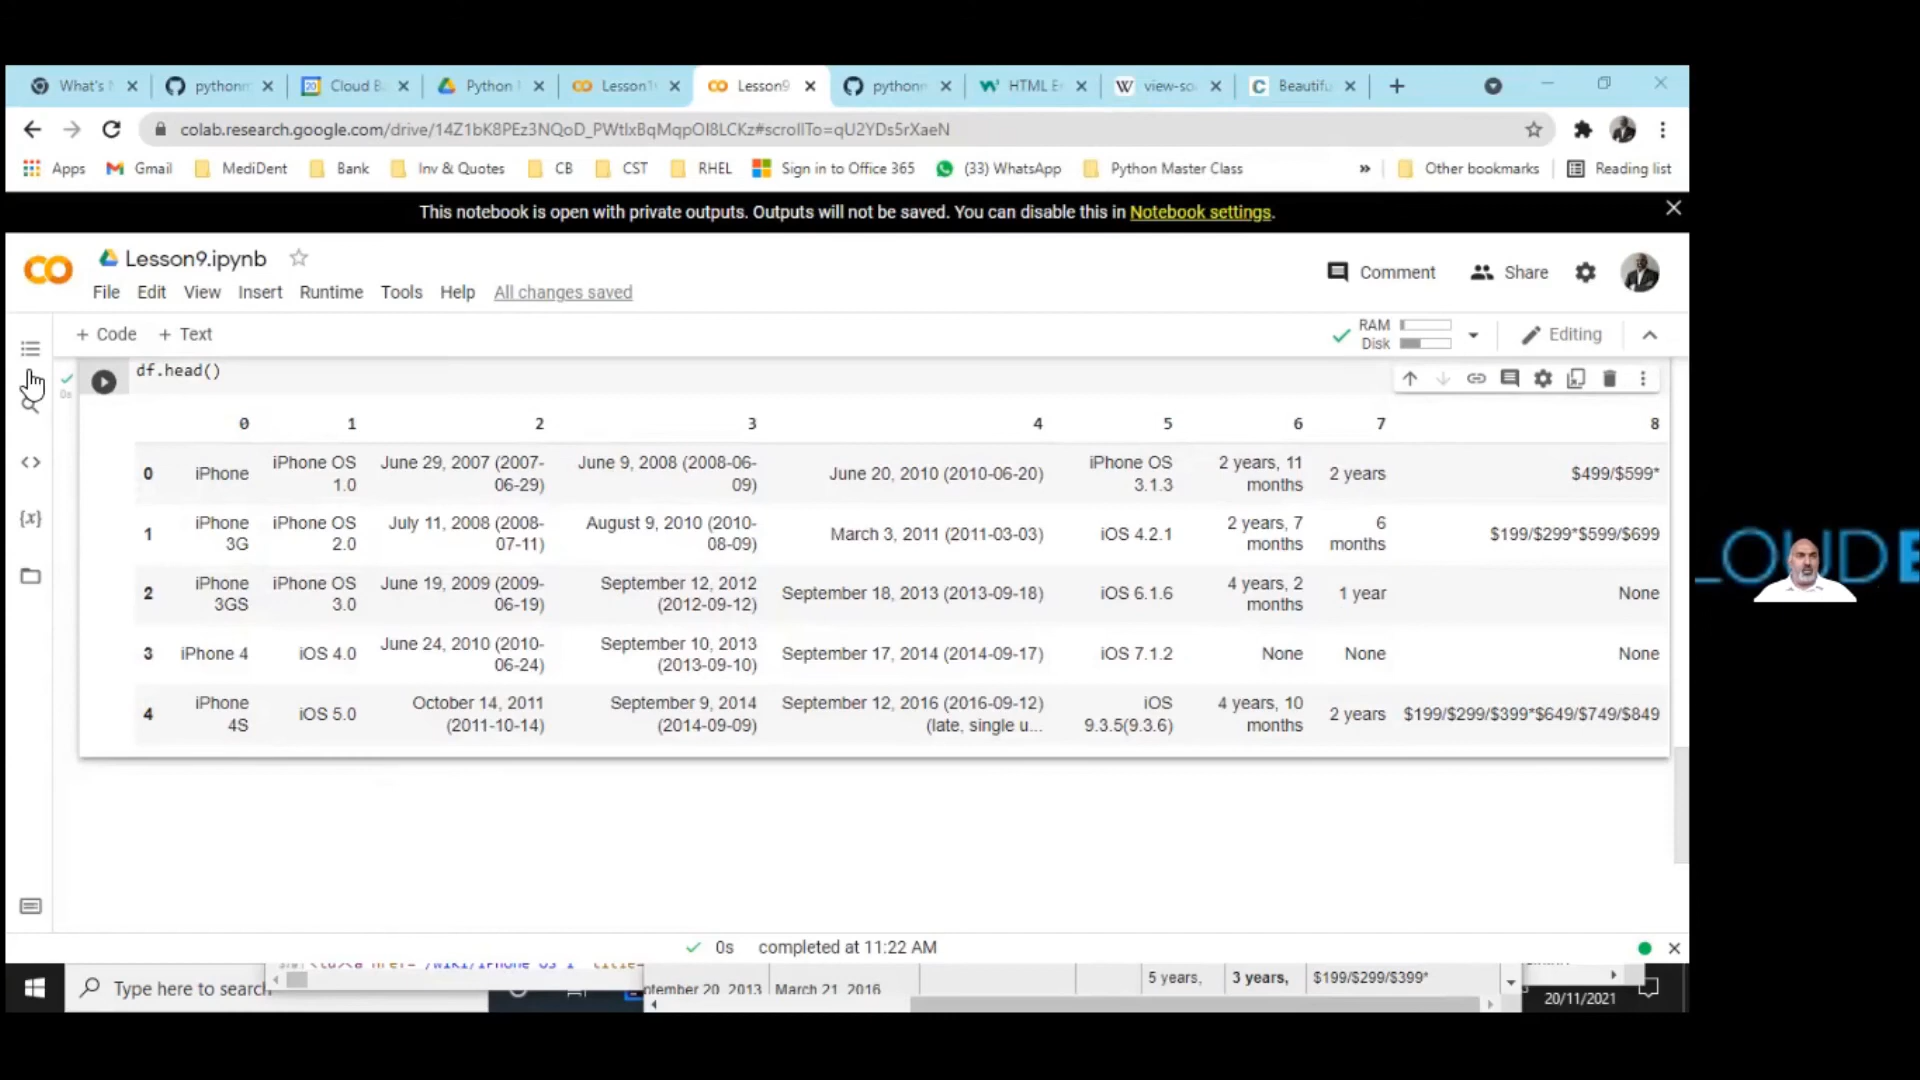 What's
pythonm
Cloud B
Python
Lesson1
Lesson9
pythonm
HTML E
view-so
Beautifu
colab.research.google.com/drive/14Z1bK8PEz3NQoD_PWtlxBqMqpOI8LCKz#scrollTo=qU2YDs5rXaeN
Apps
Gmail
MediDent
Bank
Inv & Quotes
CB
CST
RHEL
Sign in to Office 365
(33) WhatsApp
Python Master Class
»
Other bookmarks
Reading list
This notebook is open with private outputs. Outputs will not be saved. You can disable this in Notebook settings.
Lesson9.ipynb
Comment
Share
File Edit View Insert Runtime Tools Help All changes saved
+ Code + Text
RAM
Disk
Editing
df.head()
0s
0 1 2 3 4 5 6 7 8
0 iPhone iPhone OS 1.0 June 29, 2007 (2007-06-29) June 9, 2008 (2008-06-09) June 20, 2010 (2010-06-20) iPhone OS 3.1.3 2 years, 11 months 2 years $499/$599*
1 iPhone 3G iPhone OS 2.0 July 11, 2008 (2008-07-11) August 9, 2010 (2010-08-09) March 3, 2011 (2011-03-03) iOS 4.2.1 2 years, 7 months 6 months $199/$299*$599/$699
2 iPhone 3GS iPhone OS 3.0 June 19, 2009 (2009-06-19) September 12, 2012 (2012-09-12) September 18, 2013 (2013-09-18) iOS 6.1.6 4 years, 2 months 1 year None
3 iPhone 4 iOS 4.0 June 24, 2010 (2010-06-24) September 10, 2013 (2013-09-10) September 17, 2014 (2014-09-17) iOS 7.1.2 None None None
4 iPhone 4S iOS 5.0 October 14, 2011 (2011-10-14) September 9, 2014 (2014-09-09) September 12, 2016 (2016-09-12) (late, single u... iOS 9.3.5(9.3.6) 4 years, 10 months 2 years $199/$299/$399*$649/$749/$849
LOUDB
0s completed at 11:22 AM
Type here to search
tember 20, 2013
March 21, 2016
5 years,
3 years,
$199/$299/$399*
20/11/2021